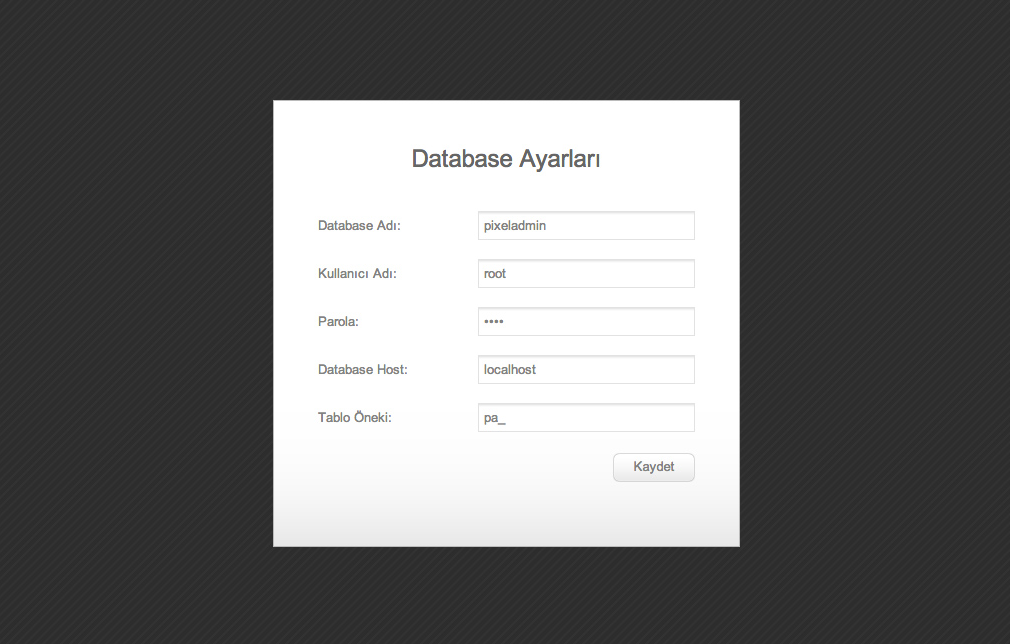 Database Ayarları
Database Adı: pixeladmin
Kullanıcı Adı: root
Parola: ••••
Database Host: localhost
Tablo Öneki: pa_
Kaydet